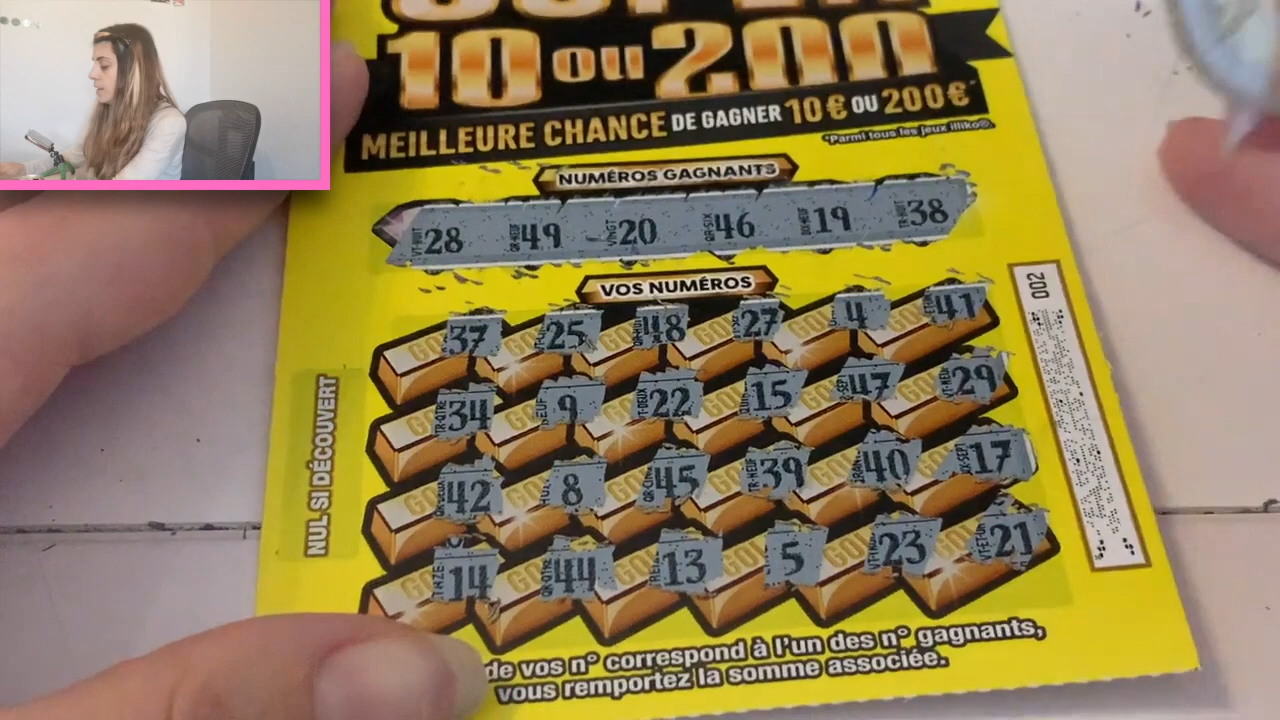 SUPER
10 ou 200
MEILLEURE CHANCE DE GAGNER 10€ OU 200€*
*Parmi tous les jeux illiko®.
NUMÉROS GAGNANTS
28 49 20 46 19 38
VOS NUMÉROS
37 25 48 27 4 41
34 9 22 15 47 29
42 8 45 39 40 17
14 44 13 5 23 21
NUL SI DÉCOUVERT
002
de vos n° correspond à l'un des n° gagnants,
vous remportez la somme associée.